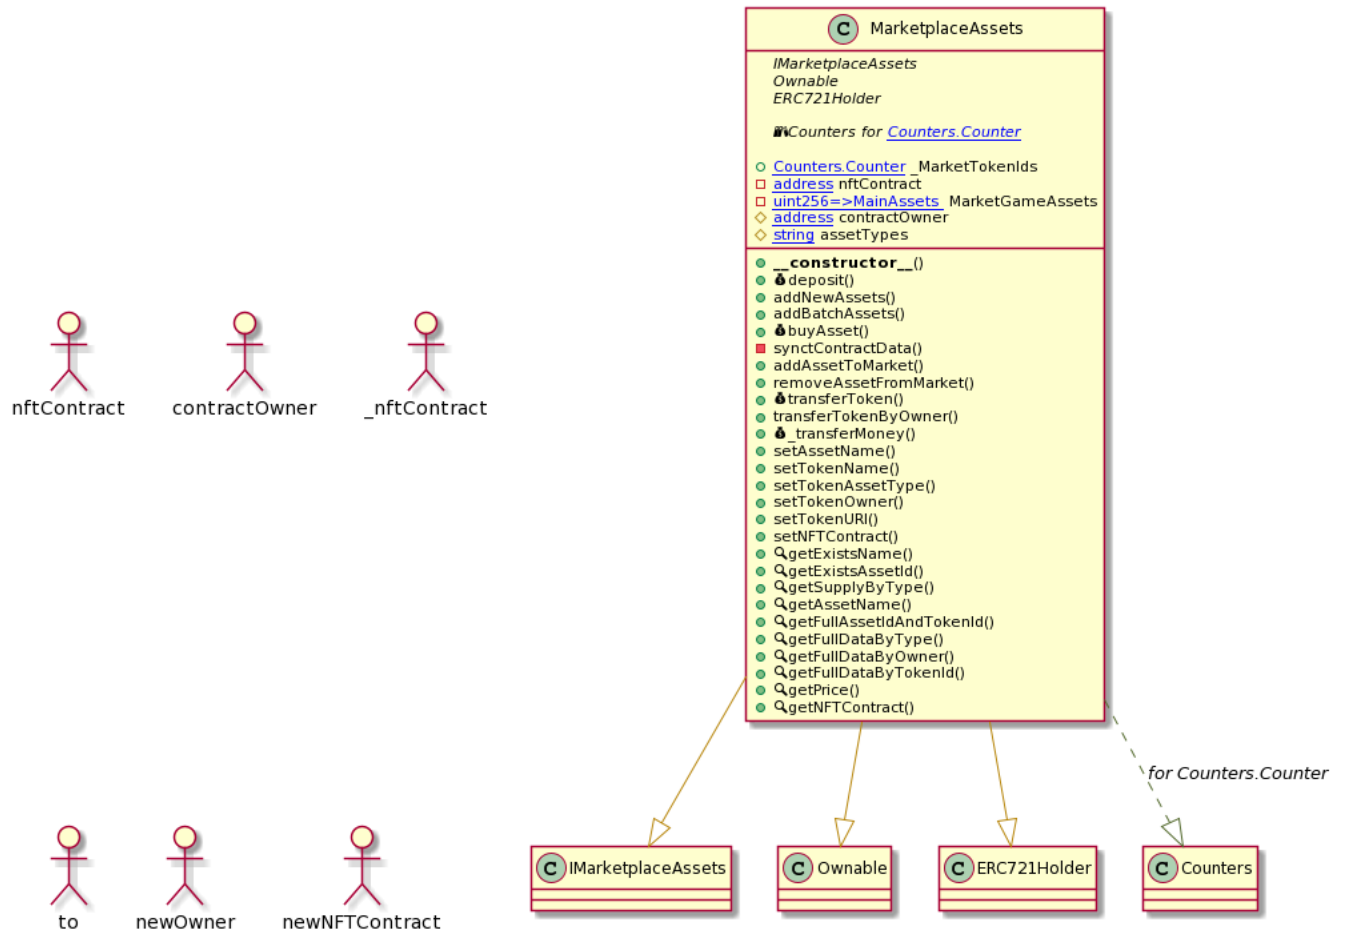 C MarketplaceAssets
IMarketplaceAssets
Ownable
ERC721Holder
Counters for Counters.Counter
Counters.Counter _MarketTokenIds
address nftContract
uint256=>MainAssets MarketGameAssets
address contractOwner
string assetTypes
__constructor__()
deposit()
addNewAssets()
addBatchAssets()
buyAsset()
synctContractData()
addAssetToMarket()
removeAssetFromMarket()
transferToken()
transferTokenByOwner()
_transferMoney()
setAssetName()
setTokenName()
setTokenAssetType()
setTokenOwner()
setTokenURI()
setNFTContract()
getExistsName()
getExistsAssetId()
getSupplyByType()
getAssetName()
getFullAssetIdAndTokenId()
getFullDataByType()
getFullDataByOwner()
getFullDataByTokenId()
getPrice()
getNFTContract()
nftContract
contractOwner
_nftContract
for Counters.Counter
to
newOwner
newNFTContract
C IMarketplaceAssets
C Ownable
C ERC721Holder
C Counters